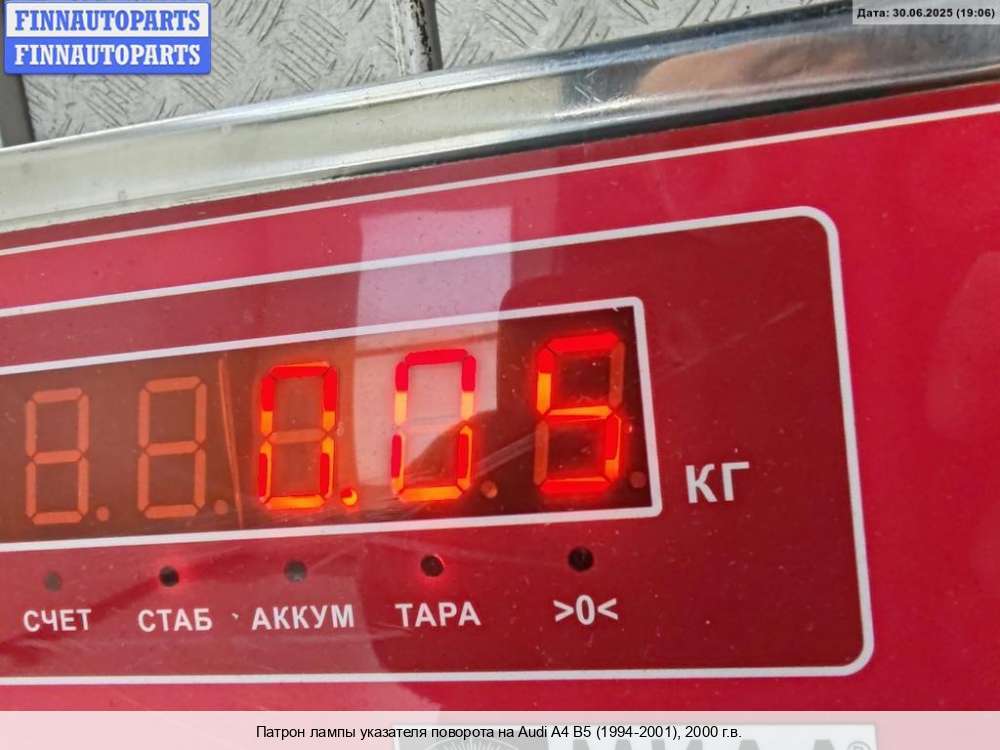 FINNAUTOPARTS
FINNAUTOPARTS
Дата: 30.06.2025 (19:06)
0.05
КГ
СЧЕТ СТАБ АККУМ ТАРА >0<
Патрон лампы указателя поворота на Audi A4 B5 (1994-2001), 2000 г.в.